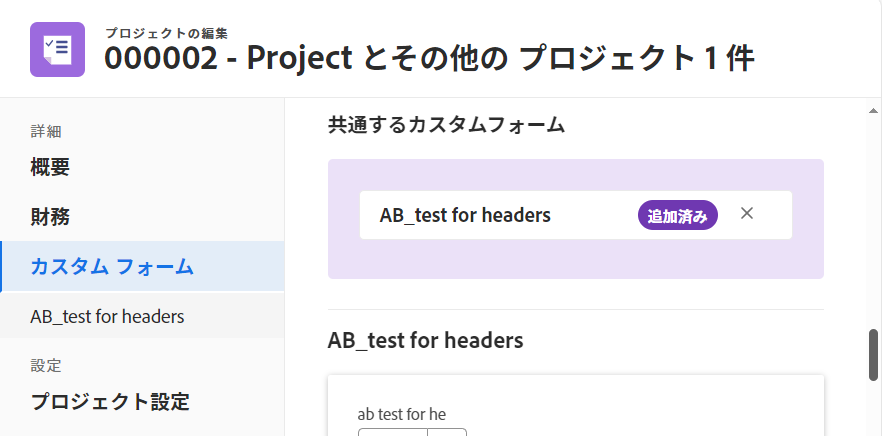 プロジェクトの編集
000002 - Project とその他の プロジェクト 1 件
詳細
概要
財務
カスタム フォーム
AB_test for headers
設定
プロジェクト設定
共通するカスタムフォーム
AB_test for headers 追加済み
AB_test for headers
ab test for he